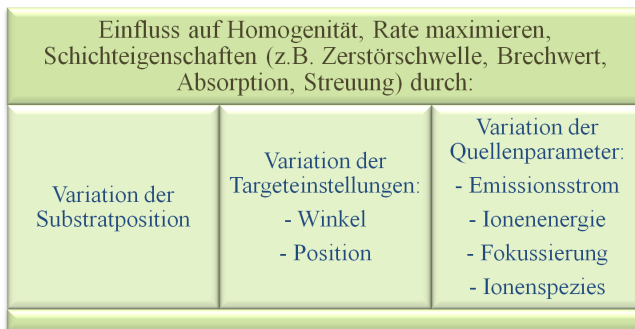 Einfluss auf Homogenität, Rate maximieren,
Schichteigenschaften (z.B. Zerstörschwelle, Brechwert,
Absorption, Streuung) durch:
Variation der
Substratposition
Variation der
Targeteinstellungen:
- Winkel
- Position
Variation der
Quellenparameter:
- Emissionsstrom
- Ionenenergie
- Fokussierung
- Ionenspezies